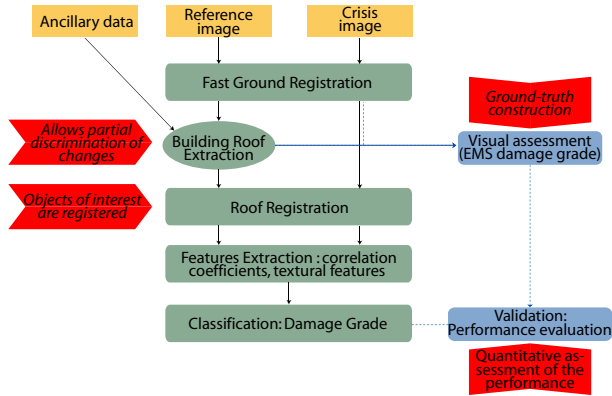 Ancillary data
Reference
image
Crisis
image
Fast Ground Registration
Ground-truth
construction
Allows partial
discrimination of
changes
Building Roof
Extraction
Visual assessment
(EMS damage grade)
Objects of interest
are registered
Roof Registration
Features Extraction : correlation
coefficients, textural features
Classification: Damage Grade
Validation:
Performance evaluation
Quantitative as-
sessment of the
performance